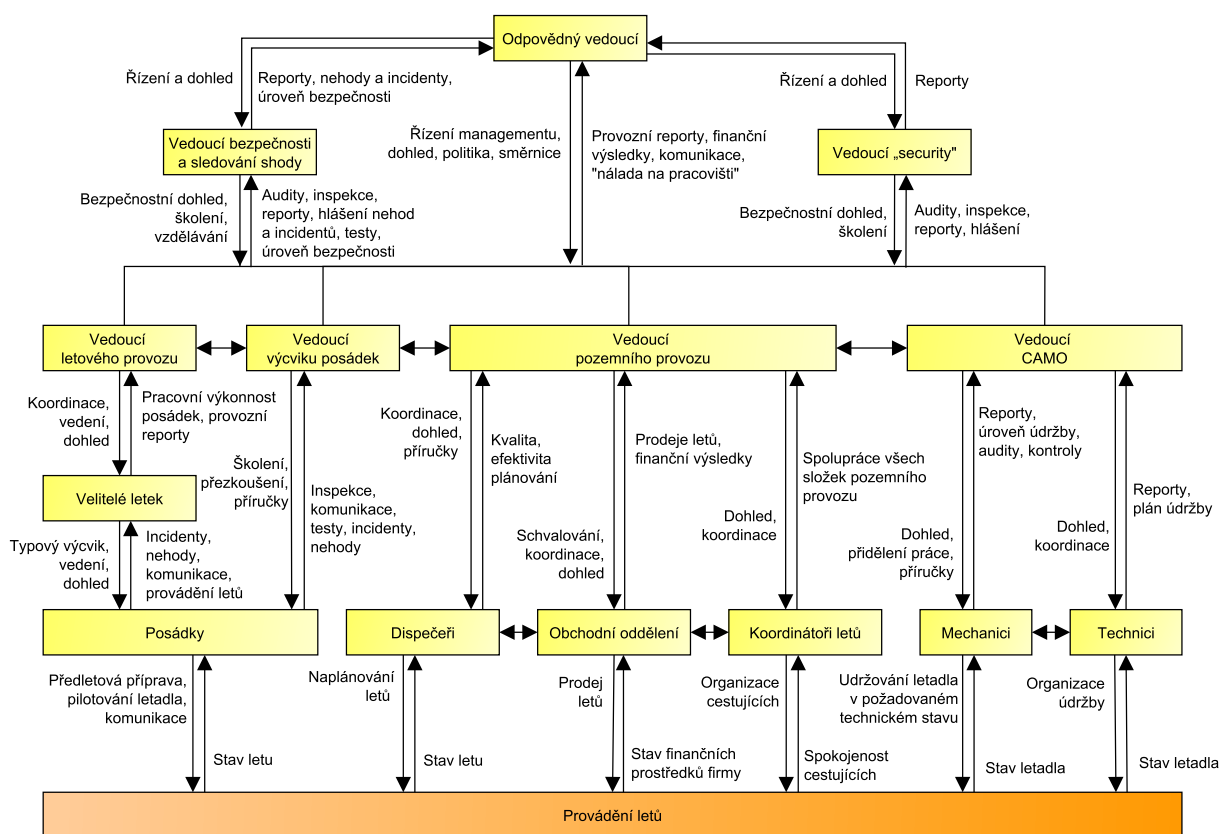 Odpovědný vedoucí
Řízení a dohled
Reporty, nehody a incidenty,
úroveň bezpečnosti
Řízení a dohled
Reporty
Vedoucí bezpečnosti
a sledování shody
Řízení managementu,
dohled, politika, směrnice
Provozní reporty, finanční
výsledky, komunikace,
"nálada na pracovišti"
Vedoucí „security"
Bezpečnostní dohled,
školení,
vzdělávání
Audity, inspekce,
reporty, hlášení nehod
a incidentů, testy,
úroveň bezpečnosti
Bezpečnostní dohled,
školení
Audity, inspekce,
reporty, hlášení
Vedoucí
letového provozu
Vedoucí
výcviku posádek
Vedoucí
pozemního provozu
Vedoucí
CAMO
Koordinace,
vedení,
dohled
Pracovní výkonnost
posádek, provozní
reporty
Školení,
přezkoušení,
příručky
Inspekce,
komunikace,
testy, incidenty,
nehody
Koordinace,
dohled,
příručky
Kvalita,
efektivita
plánování
Prodeje letů,
finanční výsledky
Schvalování,
koordinace,
dohled
Spolupráce všech
složek pozemního
provozu
Dohled,
koordinace
Reporty,
úroveň údržby,
audity, kontroly
Dohled,
přidělení práce,
příručky
Reporty,
plán údržby
Dohled,
koordinace
Velitelé letek
Typový výcvik,
vedení,
dohled
Incidenty,
nehody,
komunikace,
provádění letů
Posádky
Dispečeři
Obchodní oddělení
Koordinátoři letů
Mechanici
Technici
Předletová příprava,
pilotování letadla,
komunikace
Stav letu
Naplánování
letů
Stav letu
Prodej
letů
Stav finančních
prostředků firmy
Organizace
cestujících
Spokojenost
cestujících
Udržování letadla
v požadovaném
technickém stavu
Stav letadla
Organizace
údržby
Stav letadla
Provádění letů